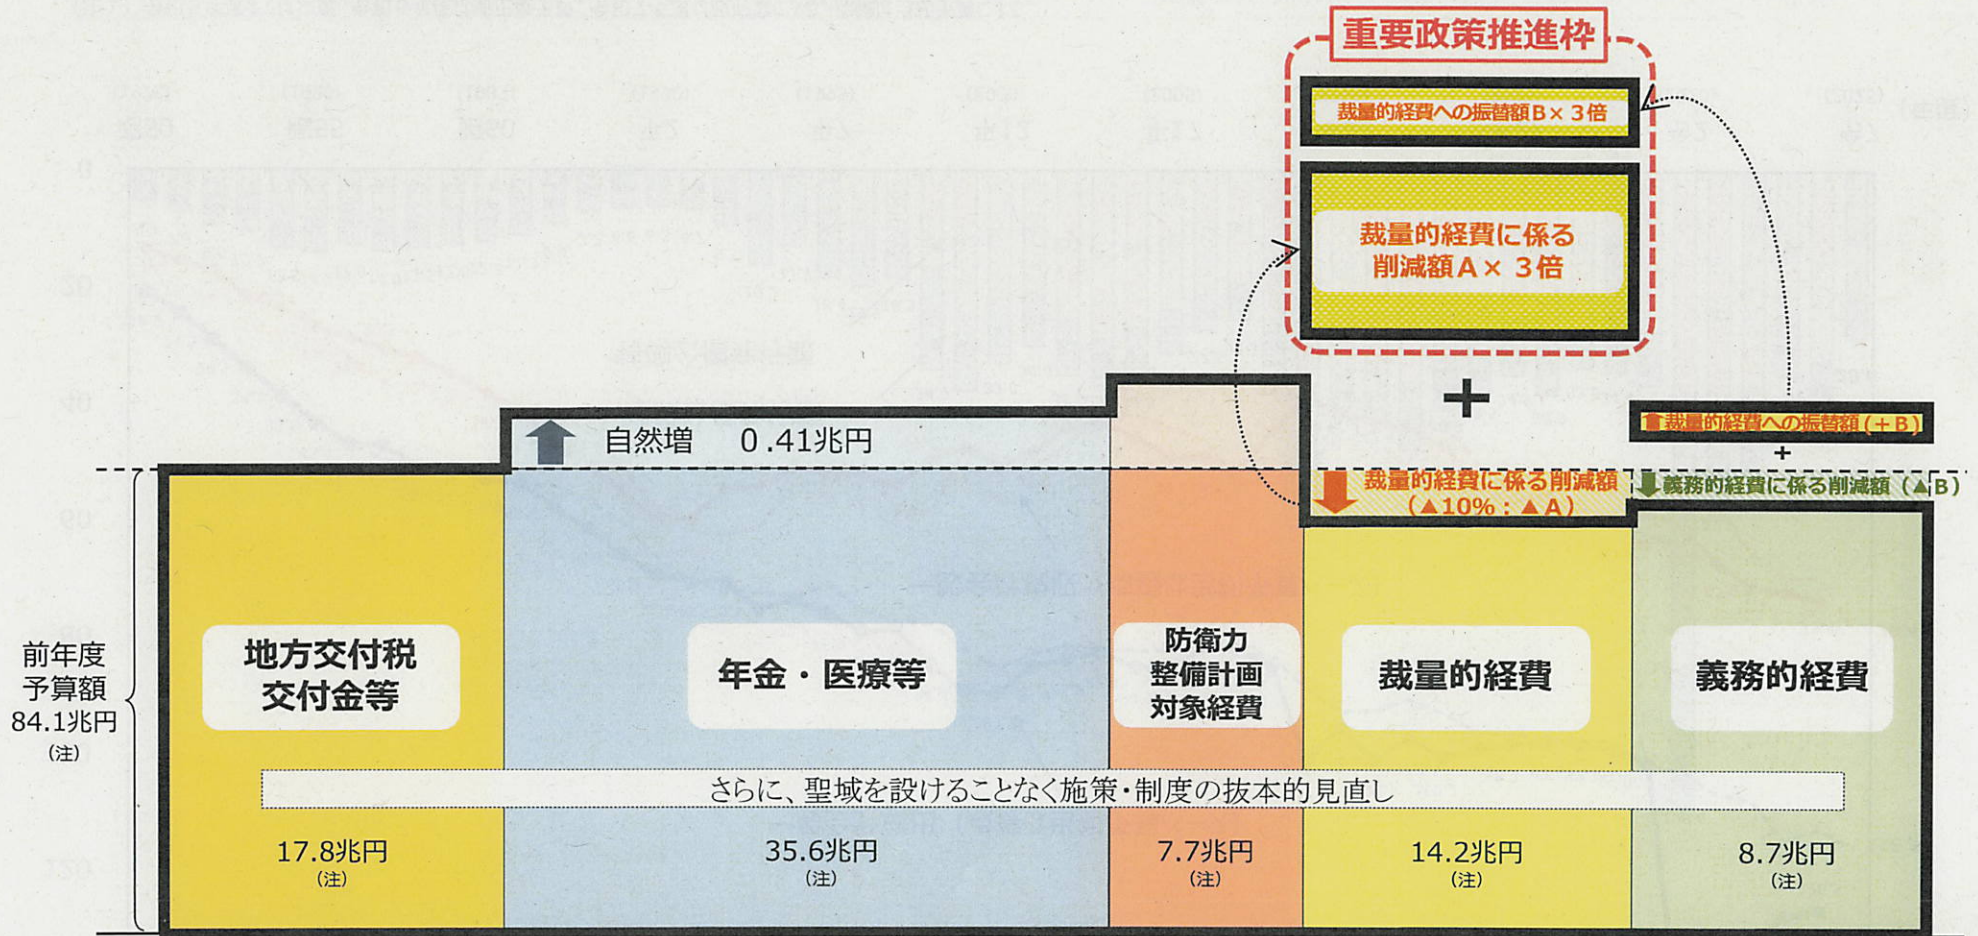 重要政策推進枠
裁量的経費への振替額B×3倍
裁量的経費に係る
削減額A×3倍
+
裁量的経費への振替額(+B)
+
自然増 0.41兆円
裁量的経費に係る削減額
(▲10%:▲A)
義務的経費に係る削減額(▲B)
前年度
予算額
84.1兆円
(注)
地方交付税
交付金等
年金・医療等
防衛力
整備計画
対象経費
裁量的経費
義務的経費
さらに、聖域を設けることなく施策・制度の抜本的見直し
17.8兆円
(注)
35.6兆円
(注)
7.7兆円
(注)
14.2兆円
(注)
8.7兆円
(注)